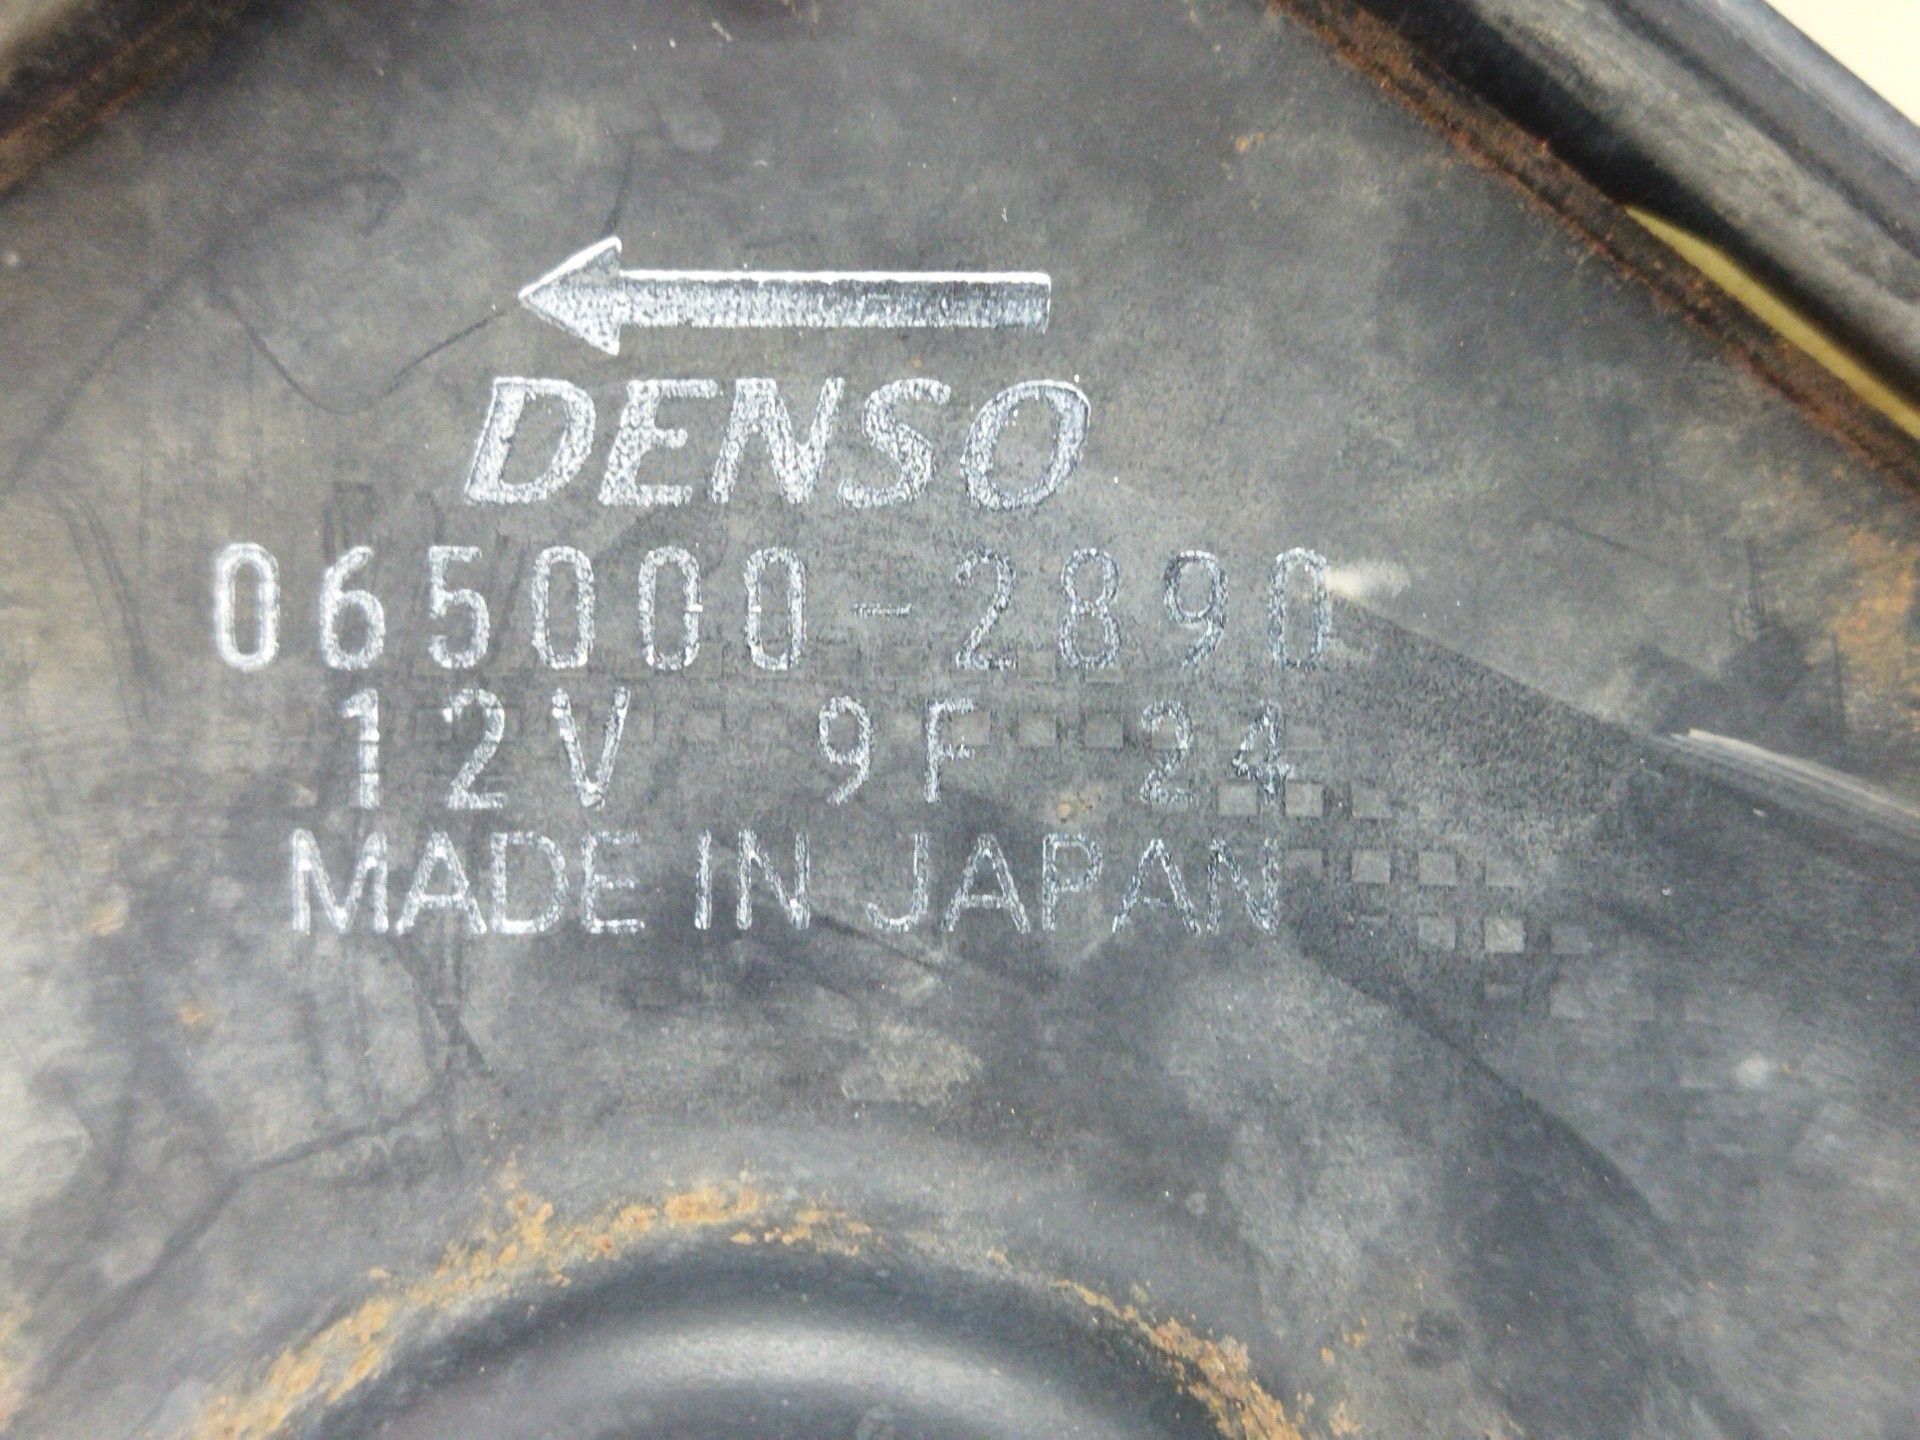 DENSO
065000-2890
12V 9F 24
MADE IN JAPAN